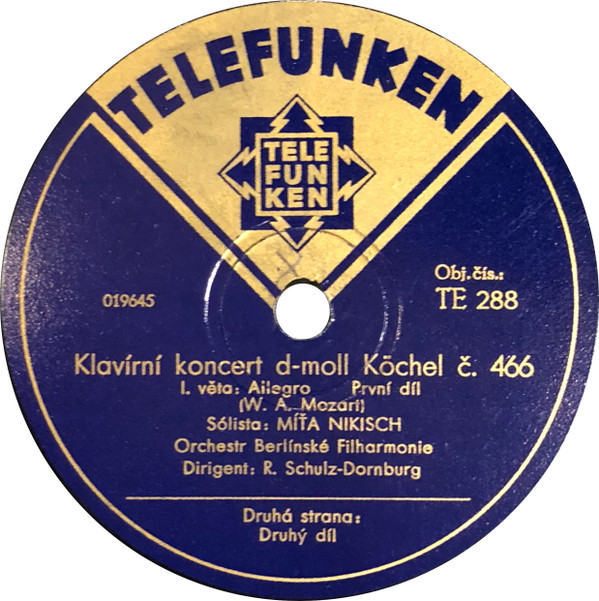 TELEFUNKEN
TELE
FUN
KEN
Obj. čís.:
019645
TE 288
Klavírní koncert d-moll Köchel č. 466
I. věta: Allegro První díl
(W. A. Mozart)
Sólista: MÍŤA NIKISCH
Orchestr Berlínské Filharmonie
Dirigent: R. Schulz-Dornburg
Druhá strana:
Druhý díl